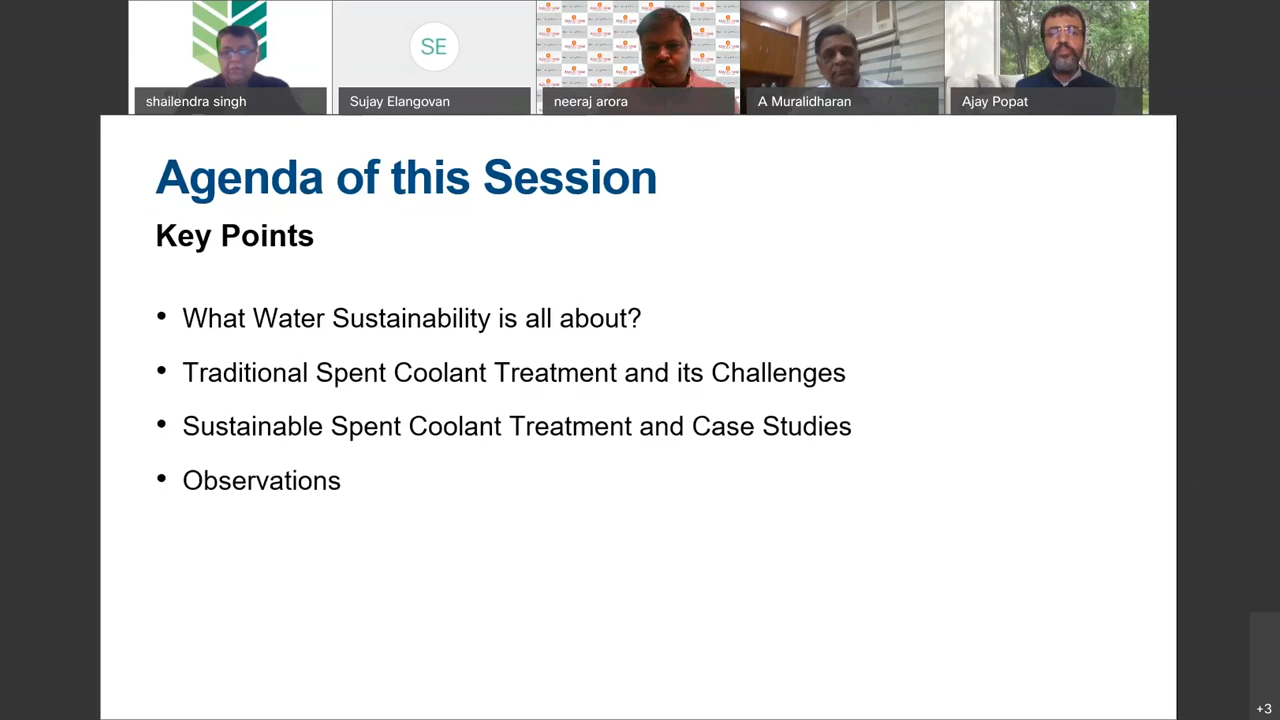 SE
shailendra singh
Sujay Elangovan
neeraj arora
A Muralidharan
Ajay Popat
Agenda of this Session
Key Points
• What Water Sustainability is all about?
• Traditional Spent Coolant Treatment and its Challenges
• Sustainable Spent Coolant Treatment and Case Studies
• Observations
+3